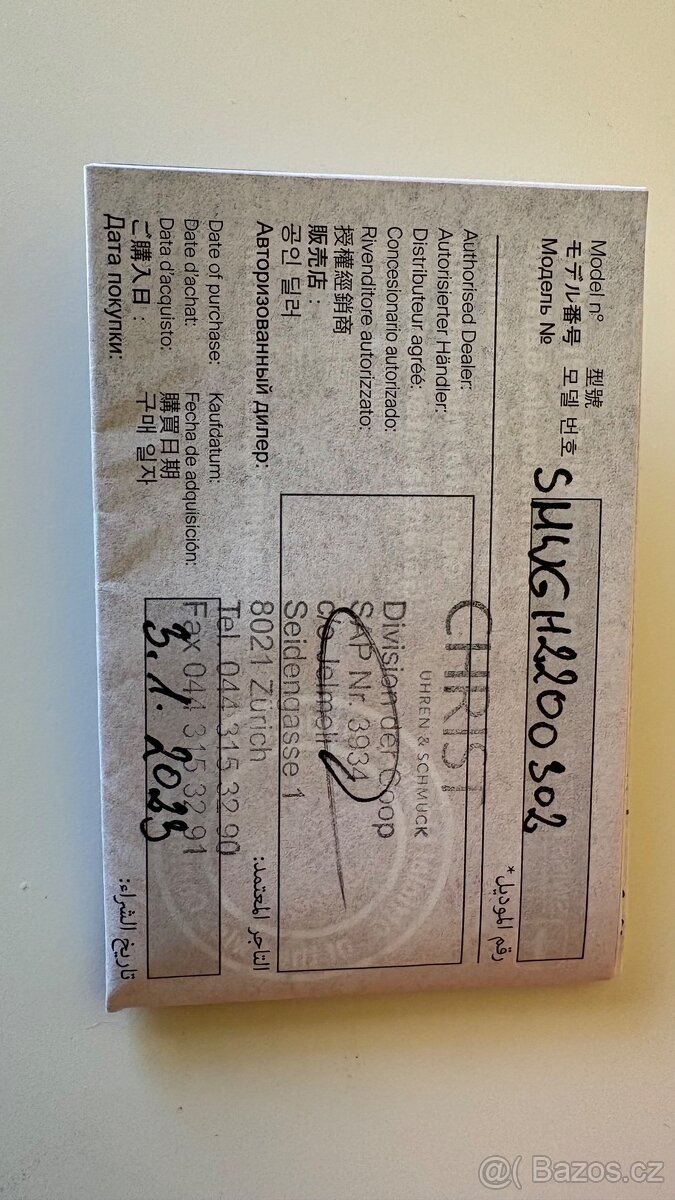 Model n° 型號
モデル番号 모델 번호
Модель №
SMWGH2200302
رقم الموديل*
Authorised Dealer:
Autorisierter Händler:
Distributeur agréé:
Concesionario autorizado:
Rivenditore autorizzato:
授權經銷商
販売店：
공인 딜러
Авторизованный дилер:
التاجر المعتمد:
CHRIST
UHREN & SCHMUCK
Division der Coop
SAP Nr. 3934
c/o Jelmoli
Seidengasse 1
8021 Zürich
Tel 044 315 32 90
Fax 044 315 32 91
Date of purchase: Kaufdatum:
Date d'achat: Fecha de adquisición:
Data d'acquisto: 購買日期
ご購入日： 구매 일자
Дата покупки:
3.1.2023
تاريخ الشراء:
Bazos.cz